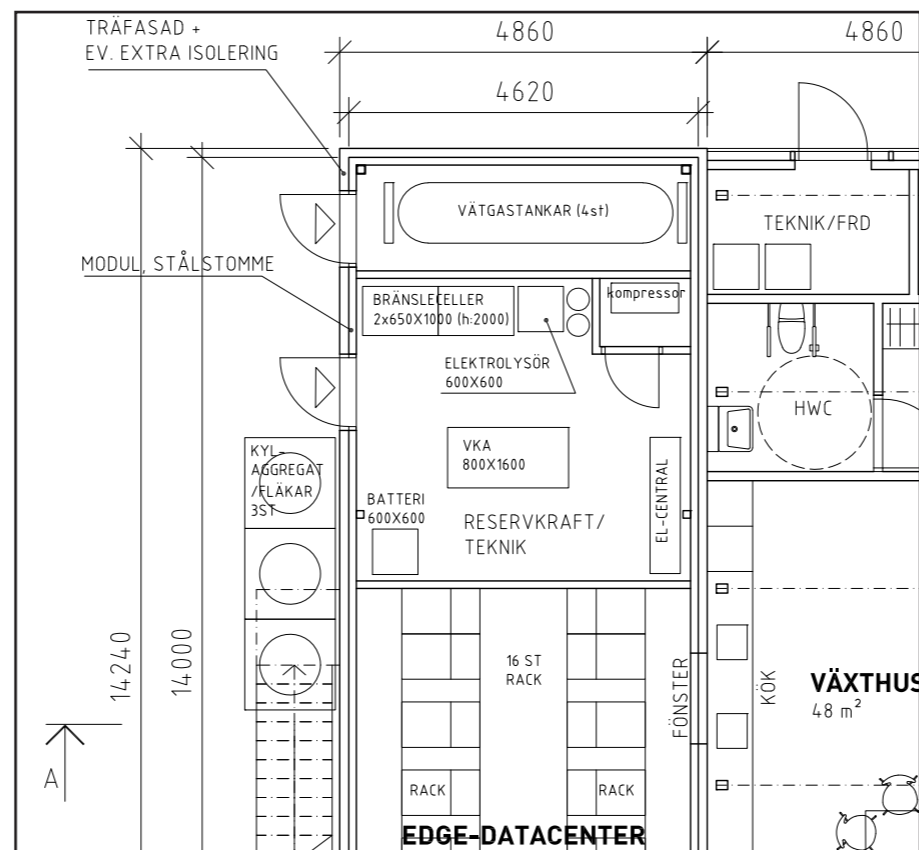 TRÄFASAD +
EV. EXTRA ISOLERING
4860
4860
4620
VÄTGASTANKAR (4st)
TEKNIK/FRD
MODUL, STÅLSTOMME
BRÄNSLECELLER
2x650X1000 (h:2000)
kompressor
ELEKTROLYSÖR
600X600
HWC
VKA
800X1600
KYL-
AGGREGAT
/FLÄKAR
3ST
BATTERI
600X600
EL-CENTRAL
RESERVKRAFT/
TEKNIK
14240
14000
16 ST
RACK
FÖNSTER
KÖK
VÄXTHUS
48 m²
A
RACK
RACK
EDGE-DATACENTER